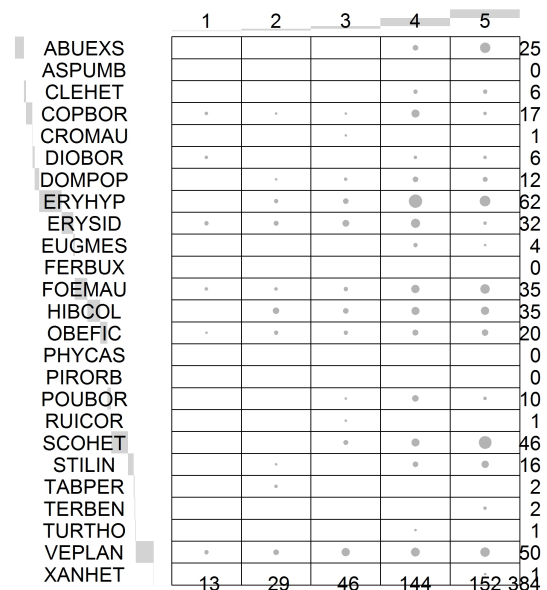 1 2 3 4 5
ABUEXS 25
ASPUMB 0
CLEHET 6
COPBOR 17
CROMAU 1
DIOBOR 6
DOMPOP 12
ERYHYP 62
ERYSID 32
EUGMES 4
FERBUX 0
FOEMAU 35
HIBCOL 35
OBEFIC 20
PHYCAS 0
PIRORB 0
POUBOR 10
RUICOR 1
SCOHET 46
STILIN 16
TABPER 2
TERBEN 2
TURTHO 1
VEPLAN 50
XANHET 1
13 29 46 144 152 384